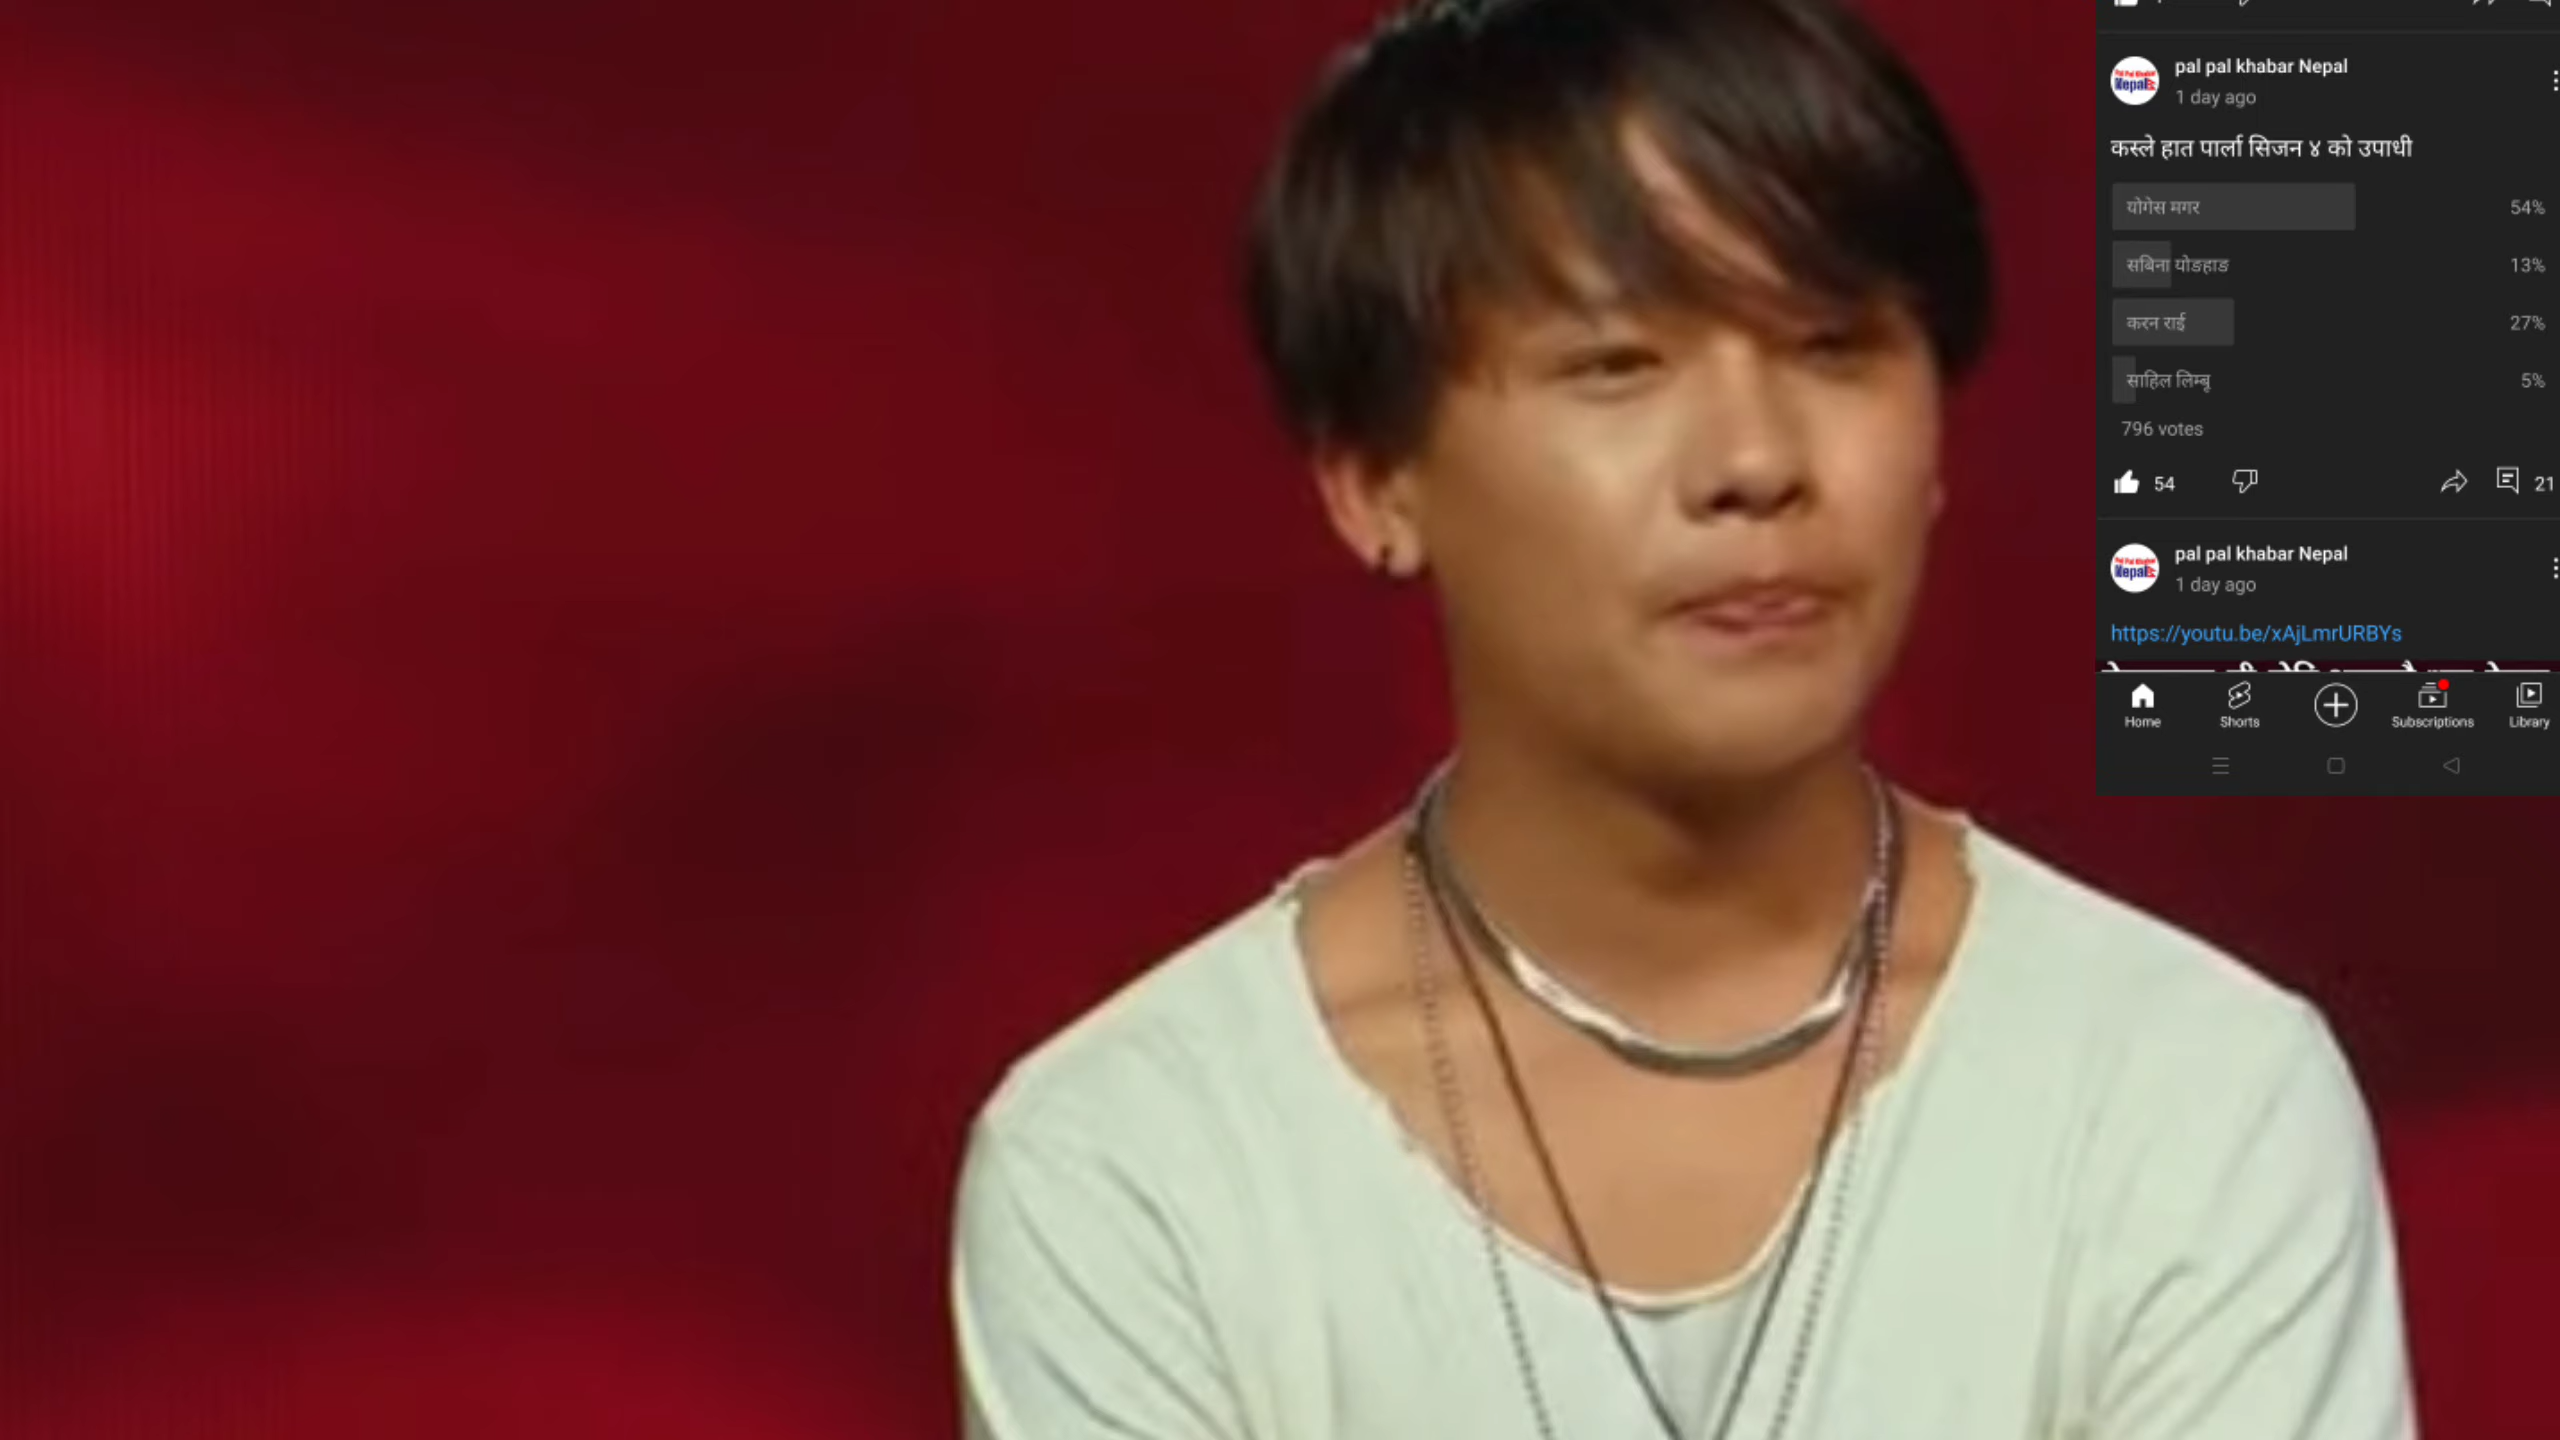 pal pal khabar Nepal
1 day ago
कस्ले हात पार्ला सिजन ४ को उपाधी
योगेस मगर 54%
सबिना योङहाङ 13%
करन राई 27%
साहिल लिम्बू 5%
796 votes
54 21
pal pal khabar Nepal
1 day ago
https://youtu.be/xAjLmrURBYs
Home Shorts Subscriptions Library